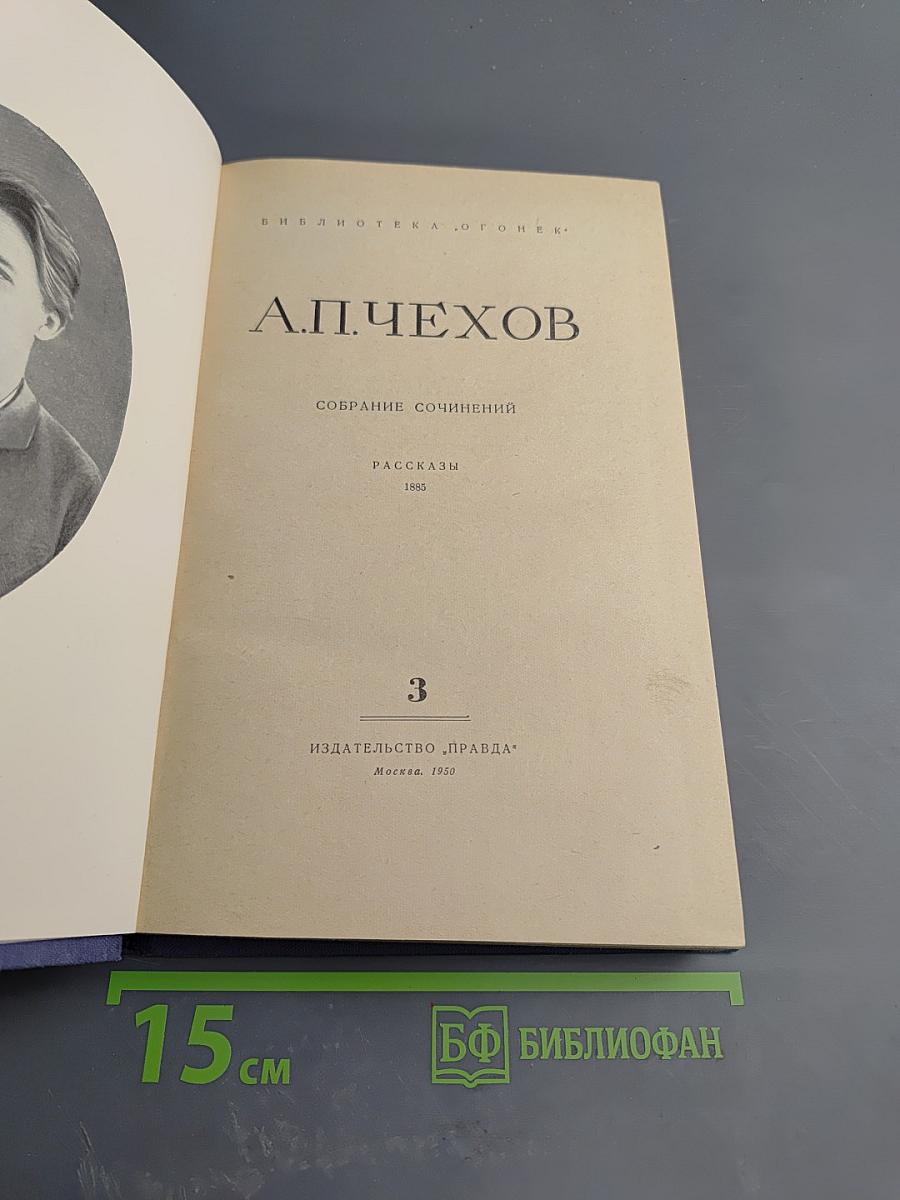 БИБЛИОТЕКА „ОГОНЕК“
А.П.ЧЕХОВ
СОБРАНИЕ СОЧИНЕНИЙ
РАССКАЗЫ
1885
3
ИЗДАТЕЛЬСТВО „ПРАВДА“
Москва. 1950
15 см
БФ БИБЛИОФАН